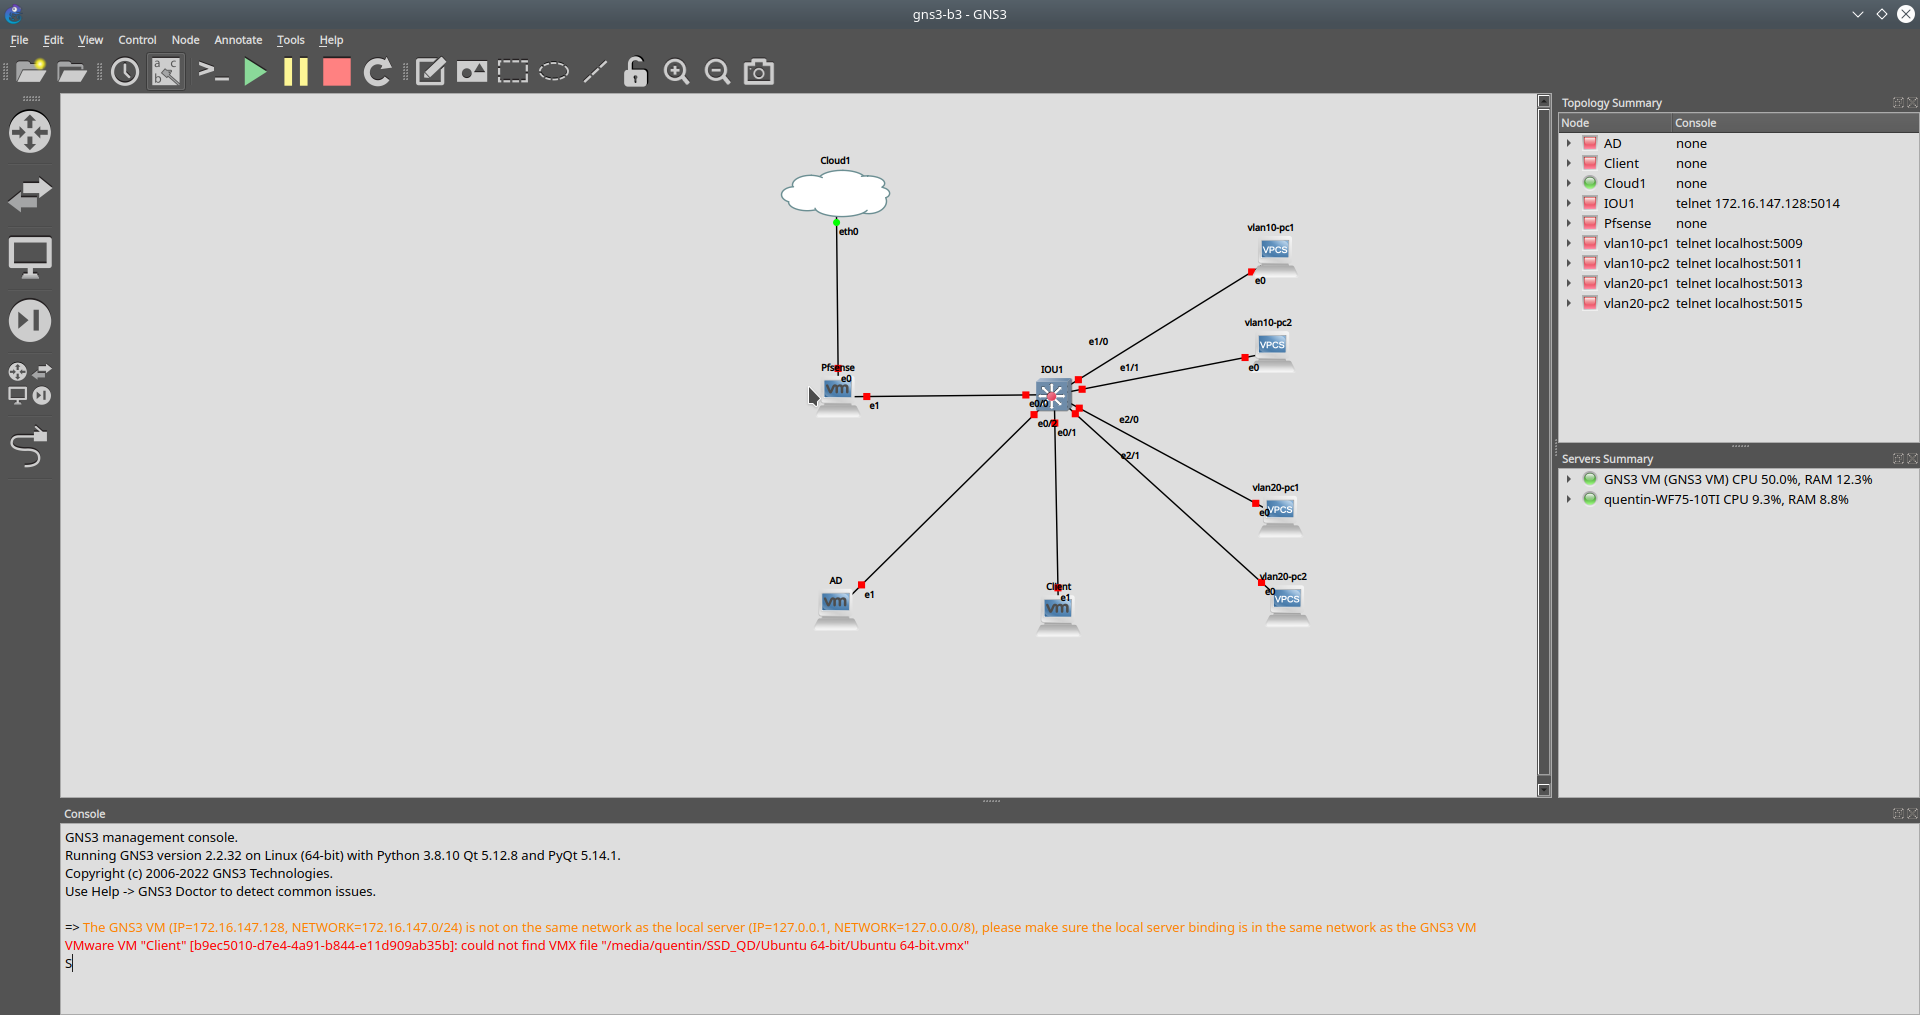 gns3-b3 - GNS3
File Edit View Control Node Annotate Tools Help
Cloud1
eth0
vlan10-pc1
VPCS
e0
vlan10-pc2
VPCS
e0
e1/0
e1/1
Pfsense
e0
vm
e1
IOU1
e0/0
e0/2
e0/1
e2/0
e2/1
vlan20-pc1
VPCS
e0
vlan20-pc2
VPCS
e0
AD
vm
e1
Client
e1
vm
Topology Summary
Node Console
AD none
Client none
Cloud1 none
IOU1 telnet 172.16.147.128:5014
Pfsense none
vlan10-pc1 telnet localhost:5009
vlan10-pc2 telnet localhost:5011
vlan20-pc1 telnet localhost:5013
vlan20-pc2 telnet localhost:5015
Servers Summary
GNS3 VM (GNS3 VM) CPU 50.0%, RAM 12.3%
quentin-WF75-10TI CPU 9.3%, RAM 8.8%
Console
GNS3 management console.
Running GNS3 version 2.2.32 on Linux (64-bit) with Python 3.8.10 Qt 5.12.8 and PyQt 5.14.1.
Copyright (c) 2006-2022 GNS3 Technologies.
Use Help -> GNS3 Doctor to detect common issues.
=> The GNS3 VM (IP=172.16.147.128, NETWORK=172.16.147.0/24) is not on the same network as the local server (IP=127.0.0.1, NETWORK=127.0.0.0/8), please make sure the local server binding is in the same network as the GNS3 VM
VMware VM "Client" [b9ec5010-d7e4-4a91-b844-e11d909ab35b]: could not find VMX file "/media/quentin/SSD_QD/Ubuntu 64-bit/Ubuntu 64-bit.vmx"
S